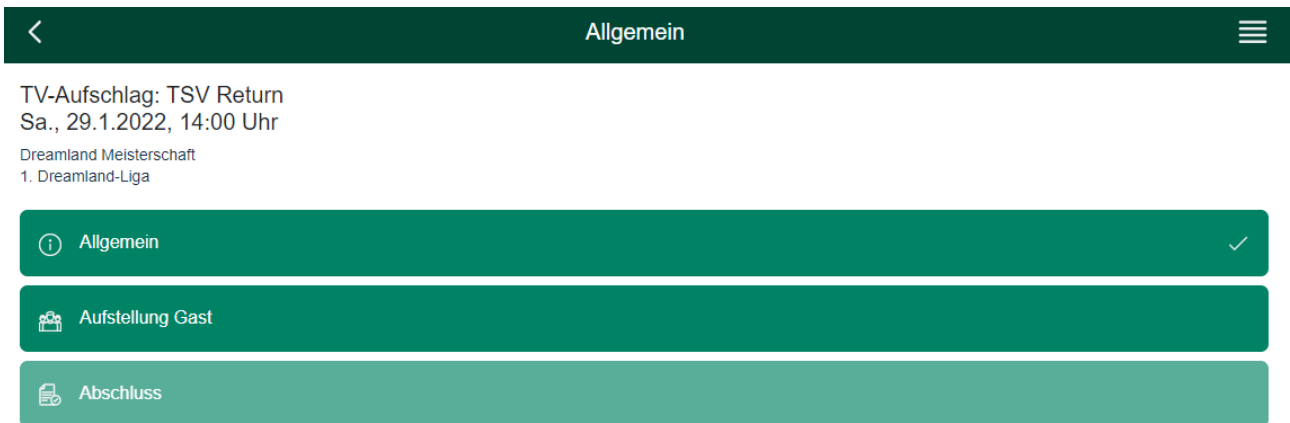 Allgemein
TV-Aufschlag: TSV Return
Sa., 29.1.2022, 14:00 Uhr
Dreamland Meisterschaft
1. Dreamland-Liga
Allgemein
Aufstellung Gast
Abschluss